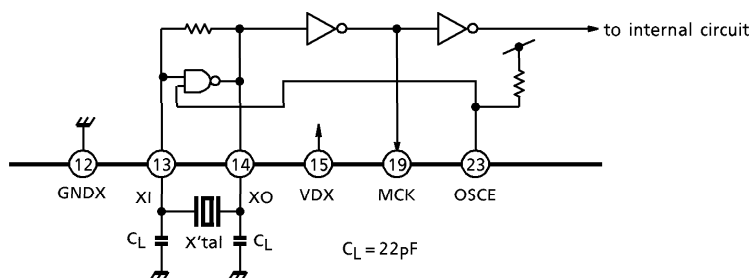 to internal circuit
12 13 14 15 19 23
GNDX XI XO VDX MCK OSCE
CL X'tal CL
CL = 22pF